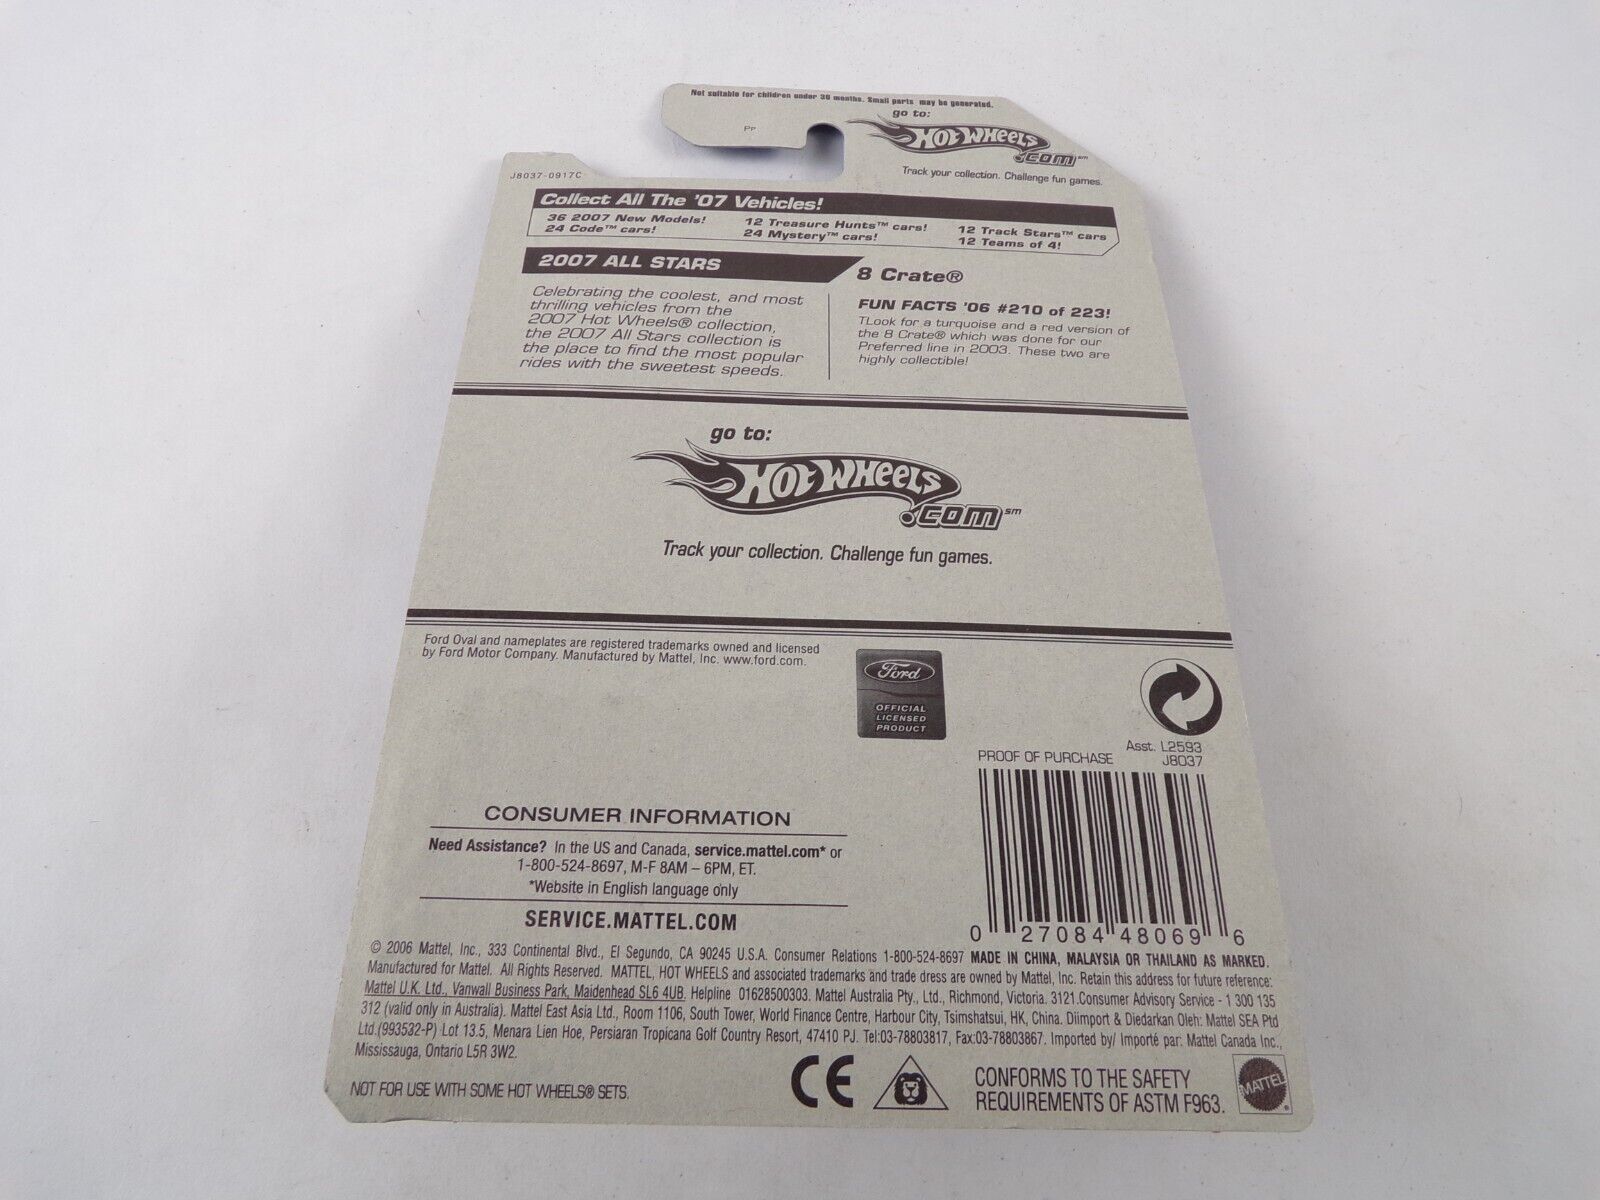 Not suitable for children under 36 months. Small parts may be generated.
PP
go to:
HOT WHEELS
.COM℠
Track your collection. Challenge fun games.
J8037-0917C
Collect All The '07 Vehicles!
36 2007 New Models!
24 Code™ cars!
12 Treasure Hunts™ cars!
24 Mystery™ cars!
12 Track Stars™ cars
12 Teams of 4!
2007 ALL STARS
Celebrating the coolest, and most
thrilling vehicles from the
2007 Hot Wheels® collection,
the 2007 All Stars collection is
the place to find the most popular
rides with the sweetest speeds.
8 Crate®
FUN FACTS '06 #210 of 223!
TLook for a turquoise and a red version of
the 8 Crate® which was done for our
Preferred line in 2003. These two are
highly collectible!
go to:
HOT WHEELS
.COM℠
Track your collection. Challenge fun games.
Ford Oval and nameplates are registered trademarks owned and licensed
by Ford Motor Company. Manufactured by Mattel, Inc. www.ford.com.
Ford
OFFICIAL
LICENSED
PRODUCT
Asst. L2593
PROOF OF PURCHASE J8037
0 27084 48069 6
CONSUMER INFORMATION
Need Assistance? In the US and Canada, service.mattel.com* or
1-800-524-8697, M-F 8AM – 6PM, ET.
*Website in English language only
SERVICE.MATTEL.COM
© 2006 Mattel, Inc., 333 Continental Blvd., El Segundo, CA 90245 U.S.A. Consumer Relations 1-800-524-8697 MADE IN CHINA, MALAYSIA OR THAILAND AS MARKED.
Manufactured for Mattel. All Rights Reserved. MATTEL, HOT WHEELS and associated trademarks and trade dress are owned by Mattel, Inc. Retain this address for future reference:
Mattel U.K. Ltd., Vanwall Business Park, Maidenhead SL6 4UB. Helpline 01628500303. Mattel Australia Pty., Ltd., Richmond, Victoria. 3121.Consumer Advisory Service - 1 300 135
312 (valid only in Australia). Mattel East Asia Ltd., Room 1106, South Tower, World Finance Centre, Harbour City, Tsimshatsui, HK, China. Diimport & Diedarkan Oleh: Mattel SEA Ptd
Ltd.(993532-P) Lot 13.5, Menara Lien Hoe, Persiaran Tropicana Golf Country Resort, 47410 PJ. Tel:03-78803817, Fax:03-78803867. Imported by/ Importé par: Mattel Canada Inc.,
Mississauga, Ontario L5R 3W2.
NOT FOR USE WITH SOME HOT WHEELS® SETS.
CE
CONFORMS TO THE SAFETY
REQUIREMENTS OF ASTM F963.
MATTEL®